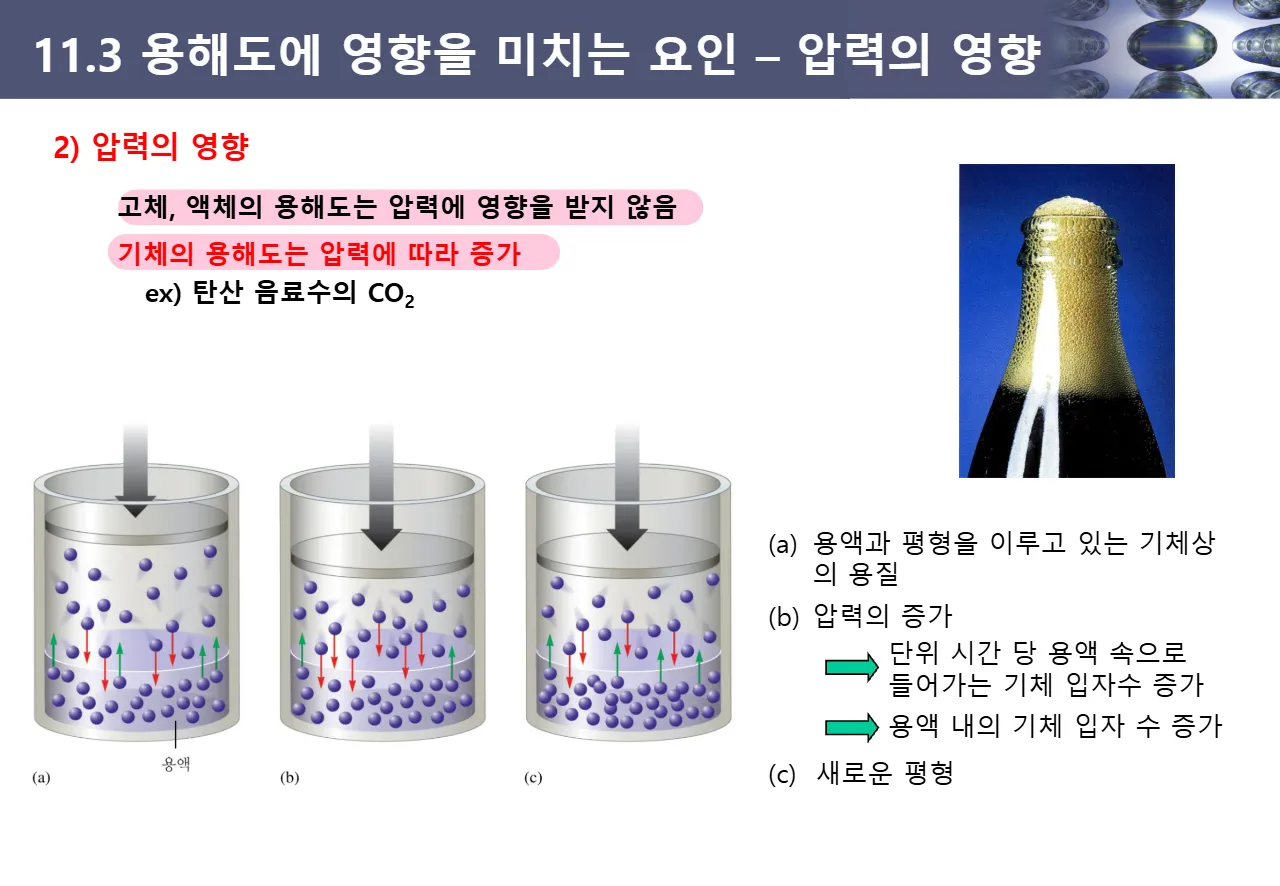 11.3 용해도에 영향을 미치는 요인 – 압력의 영향
2) 압력의 영향
고체, 액체의 용해도는 압력에 영향을 받지 않음
기체의 용해도는 압력에 따라 증가
ex) 탄산 음료수의 CO₂
용액
(a)
(b)
(c)
(a) 용액과 평형을 이루고 있는 기체상
의 용질
(b) 압력의 증가
단위 시간 당 용액 속으로
들어가는 기체 입자수 증가
용액 내의 기체 입자 수 증가
(c) 새로운 평형